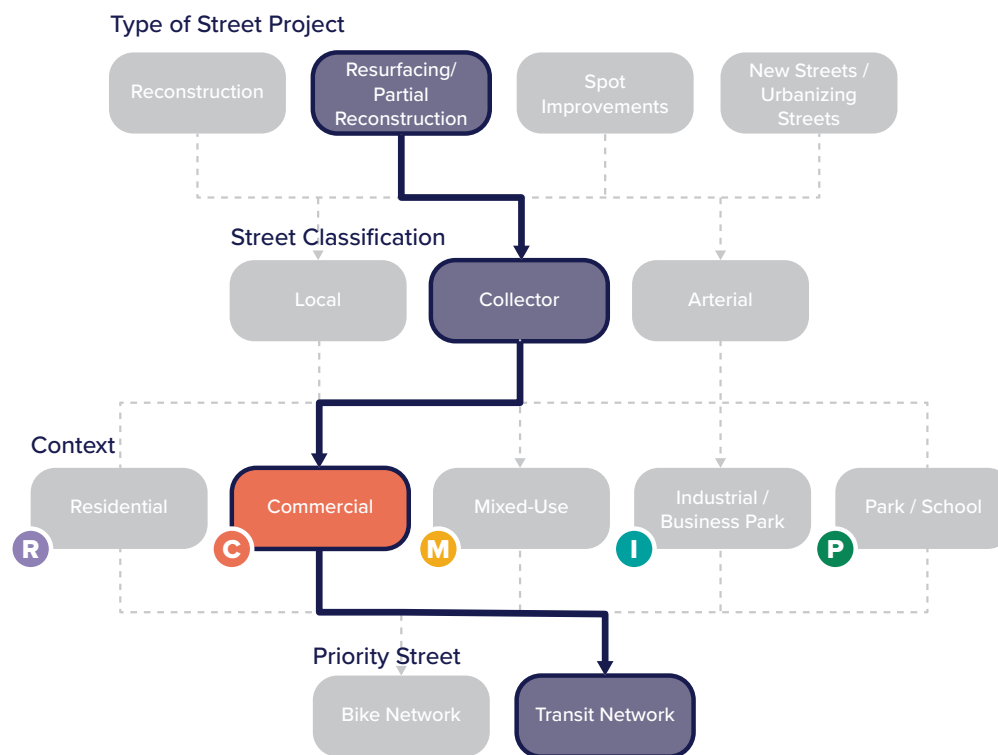 Type of Street Project
Reconstruction
Resurfacing/
Partial
Reconstruction
Spot
Improvements
New Streets /
Urbanizing
Streets
Street Classification
Local
Collector
Arterial
Context
Residential
R
Commercial
C
Mixed-Use
M
Industrial /
Business Park
I
Park / School
P
Priority Street
Bike Network
Transit Network